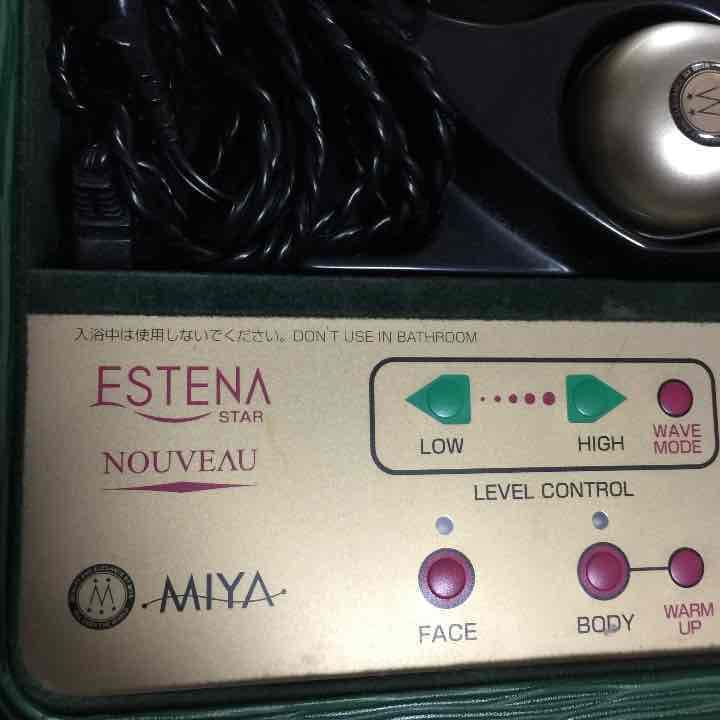 入浴中は使用しないでください。DON'T USE IN BATHROOM
ESTENA
STAR
NOUVEAU
MIYA
LOW
HIGH
WAVE
MODE
LEVEL CONTROL
FACE
BODY
WARM
UP